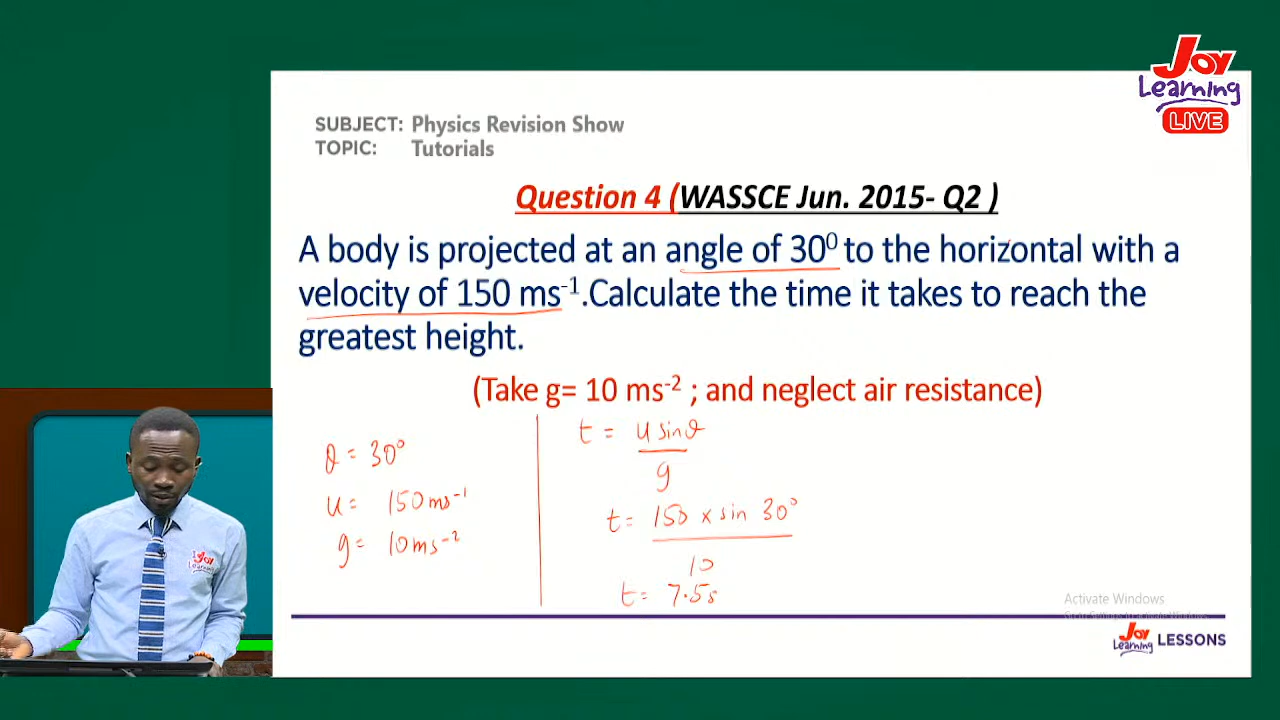 Joy
Learning
LIVE
SUBJECT: Physics Revision Show
TOPIC: Tutorials
Question 4 (WASSCE Jun. 2015- Q2 )
A body is projected at an angle of 30⁰ to the horizontal with a
velocity of 150 ms⁻¹.Calculate the time it takes to reach the
greatest height.
(Take g= 10 ms⁻² ; and neglect air resistance)
θ = 30°
u = 150ms⁻¹
g = 10ms⁻²
t = u sinθ
g
t = 150 x sin 30°
10
t = 7.5s
Joy
Learning
Activate Windows
Joy
Learning
LESSONS